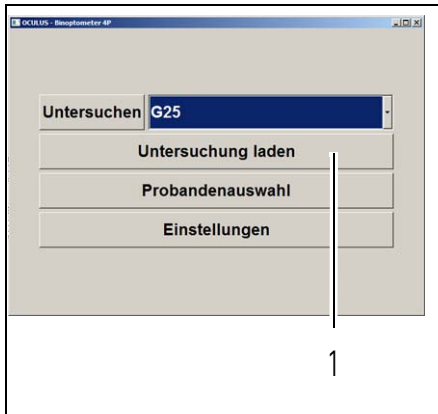 OCULUS - Binoptometer 4P
Untersuchen G25
Untersuchung laden
Probandenauswahl
Einstellungen
1